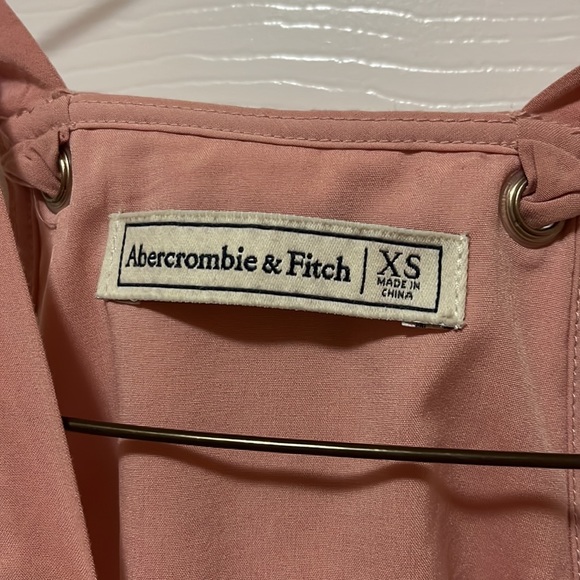 Abercrombie & Fitch
XS
MADE IN
CHINA